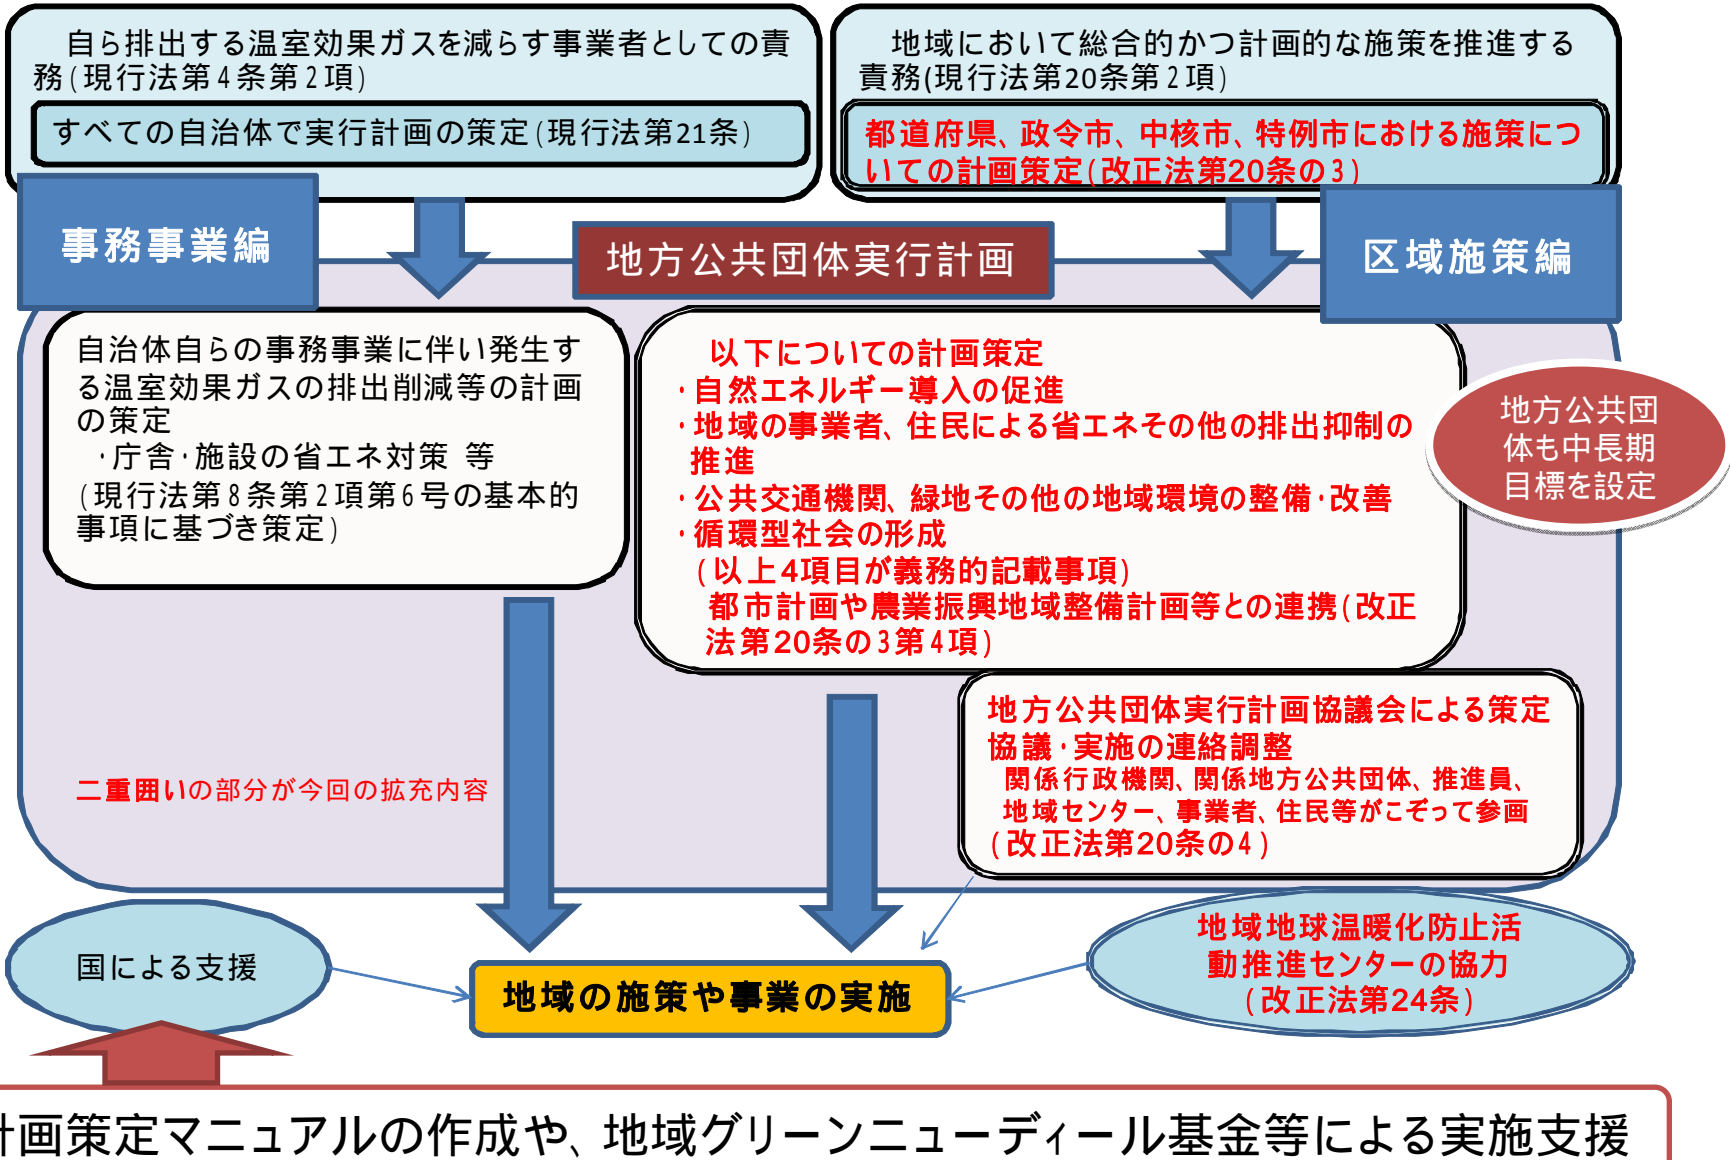 自ら排出する温室効果ガスを減らす事業者としての責
務(現行法第4条第2項)
すべての自治体で実行計画の策定(現行法第21条)
地域において総合的かつ計画的な施策を推進する
責務(現行法第20条第2項)
都道府県、政令市、中核市、特例市における施策につ
いての計画策定(改正法第20条の3)
事務事業編
地方公共団体実行計画
区域施策編
自治体自らの事務事業に伴い発生す
る温室効果ガスの排出削減等の計画
の策定
・庁舎・施設の省エネ対策 等
(現行法第8条第2項第6号の基本的
事項に基づき策定)
以下についての計画策定
・自然エネルギー導入の促進
・地域の事業者、住民による省エネその他の排出抑制の
推進
・公共交通機関、緑地その他の地域環境の整備・改善
・循環型社会の形成
(以上4項目が義務的記載事項)
都市計画や農業振興地域整備計画等との連携(改正
法第20条の3第4項)
地方公共団
体も中長期
目標を設定
地方公共団体実行計画協議会による策定
協議・実施の連絡調整
関係行政機関、関係地方公共団体、推進員、
地域センター、事業者、住民等がこぞって参画
(改正法第20条の4)
二重囲いの部分が今回の拡充内容
国による支援
地域の施策や事業の実施
地域地球温暖化防止活
動推進センターの協力
(改正法第24条)
計画策定マニュアルの作成や、地域グリーンニューディール基金等による実施支援